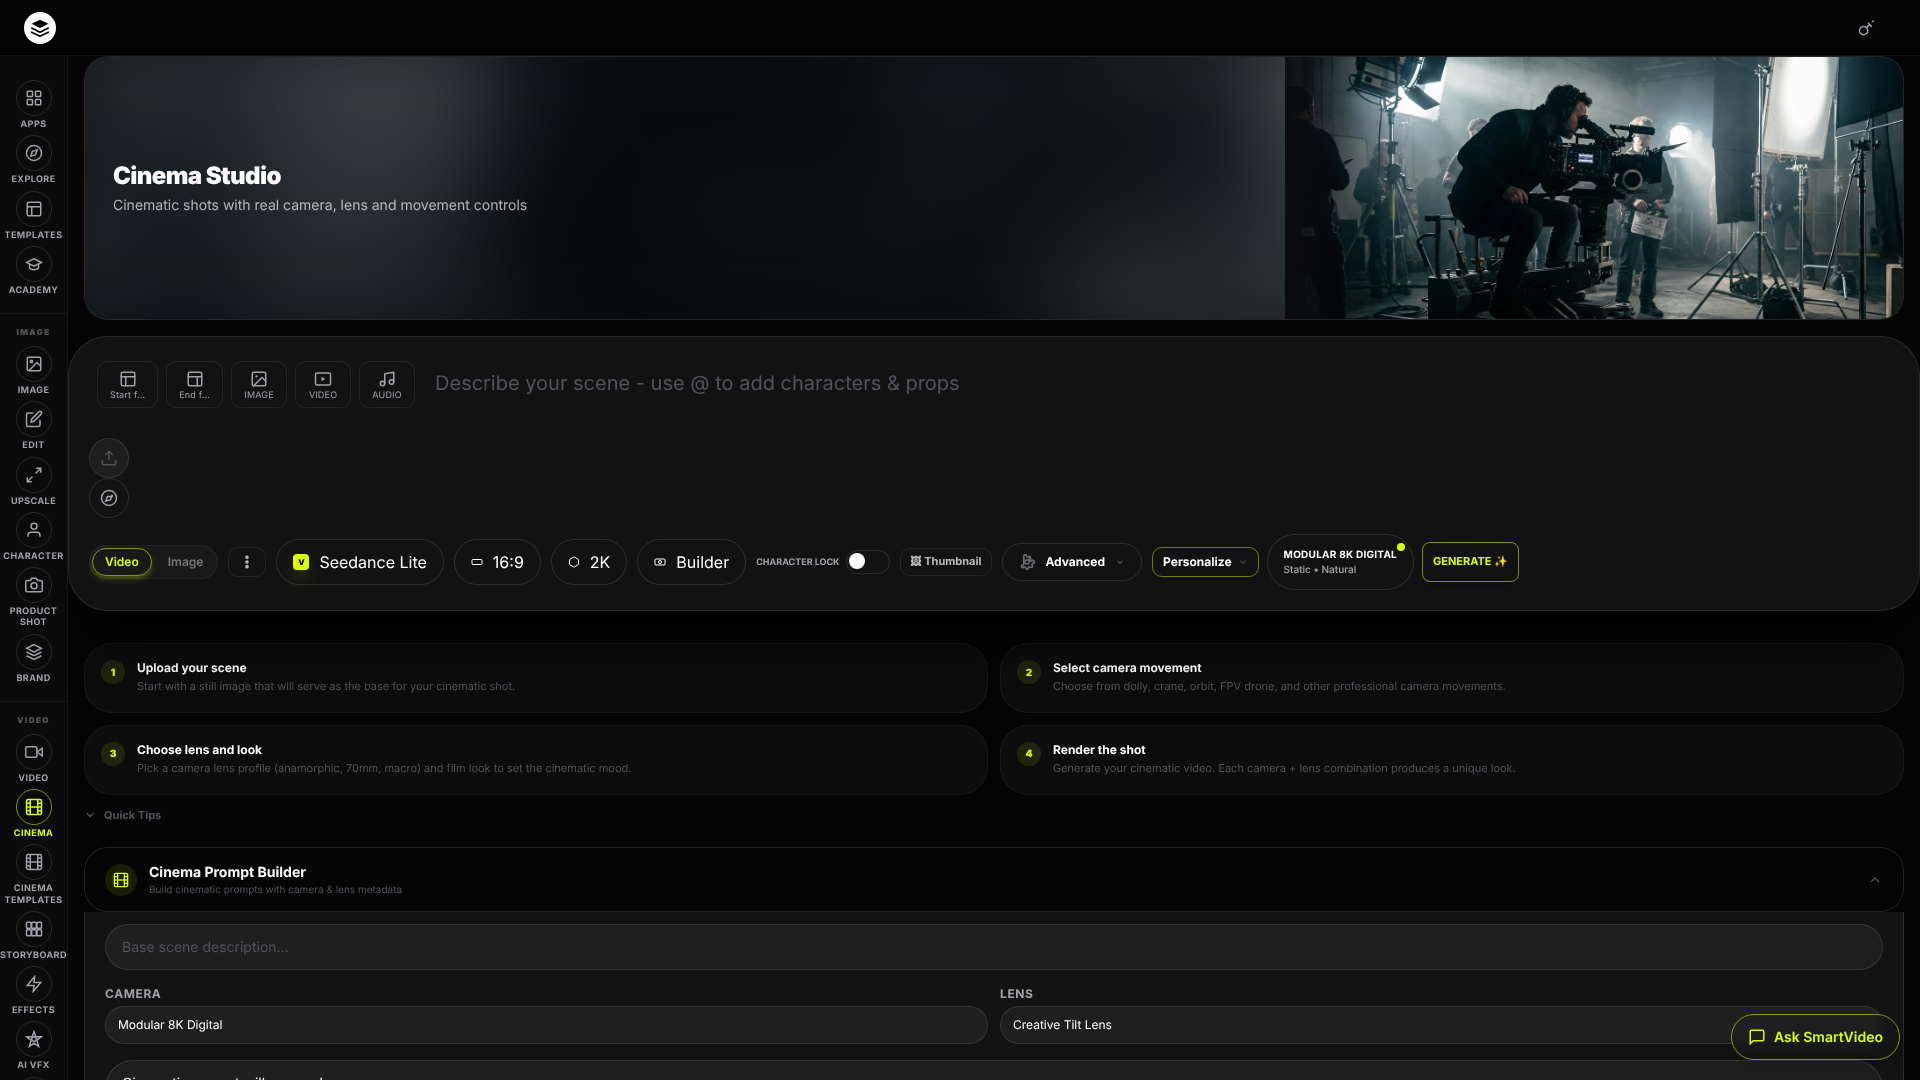 APPS
EXPLORE
TEMPLATES
ACADEMY
IMAGE
IMAGE
EDIT
UPSCALE
CHARACTER
PRODUCT
SHOT
BRAND
VIDEO
VIDEO
CINEMA
CINEMA
TEMPLATES
STORYBOARD
EFFECTS
AI VFX
Cinema Studio
Cinematic shots with real camera, lens and movement controls
Start f...
End f...
IMAGE
VIDEO
AUDIO
Describe your scene - use @ to add characters & props
Video
Image
V
Seedance Lite
16:9
2K
Builder
CHARACTER LOCK
Thumbnail
Advanced
Personalize
MODULAR 8K DIGITAL
Static • Natural
GENERATE ✨
1
Upload your scene
Start with a still image that will serve as the base for your cinematic shot.
2
Select camera movement
Choose from dolly, crane, orbit, FPV drone, and other professional camera movements.
3
Choose lens and look
Pick a camera lens profile (anamorphic, 70mm, macro) and film look to set the cinematic mood.
4
Render the shot
Generate your cinematic video. Each camera + lens combination produces a unique look.
Quick Tips
Cinema Prompt Builder
Build cinematic prompts with camera & lens metadata
Base scene description...
CAMERA
Modular 8K Digital
LENS
Creative Tilt Lens
Ask SmartVideo